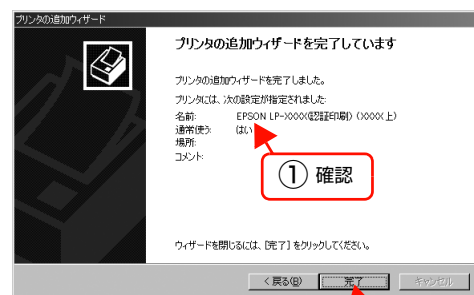 プリンタの追加ウィザード
プリンタの追加ウィザードを完了しています
プリンタの追加ウィザードを完了しました。
プリンタには、次の設定が指定されました:
名前: EPSON LP-XXXX(認証印刷) (XXXX 上)
通常使う: はい
場所:
コメント:
① 確認
ウィザードを閉じるには、[完了] をクリックしてください。
< 戻る(B) 完了 キャンセル